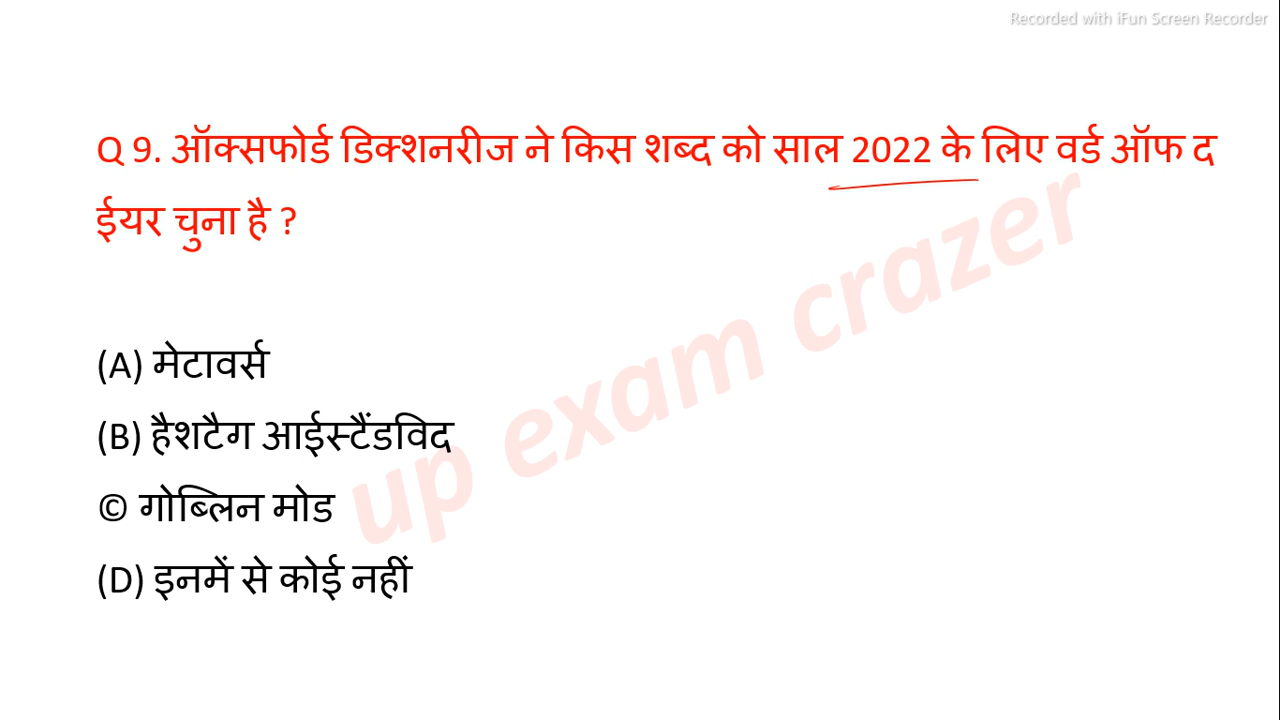 Recorded with iFun Screen Recorder
Q 9. ऑक्सफोर्ड डिक्शनरीज ने किस शब्द को साल 2022 के लिए वर्ड ऑफ द
ईयर चुना है ?
up exam crazer
(A) मेटावर्स
(B) हैशटैग आईस्टैंडविद
© गोब्लिन मोड
(D) इनमें से कोई नहीं